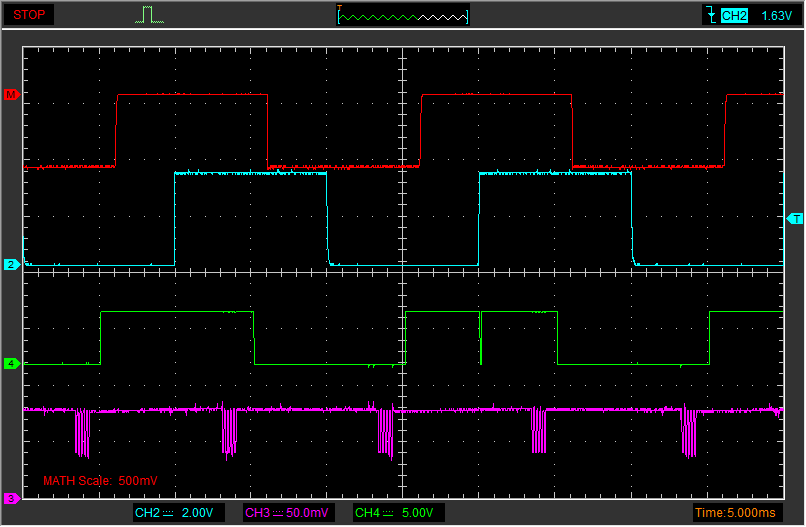 STOP
T
CH2 1.63V
M
T
2
4
MATH Scale: 500mV
3
CH2 2.00V CH3 50.0mV CH4 5.00V Time:5.000ms